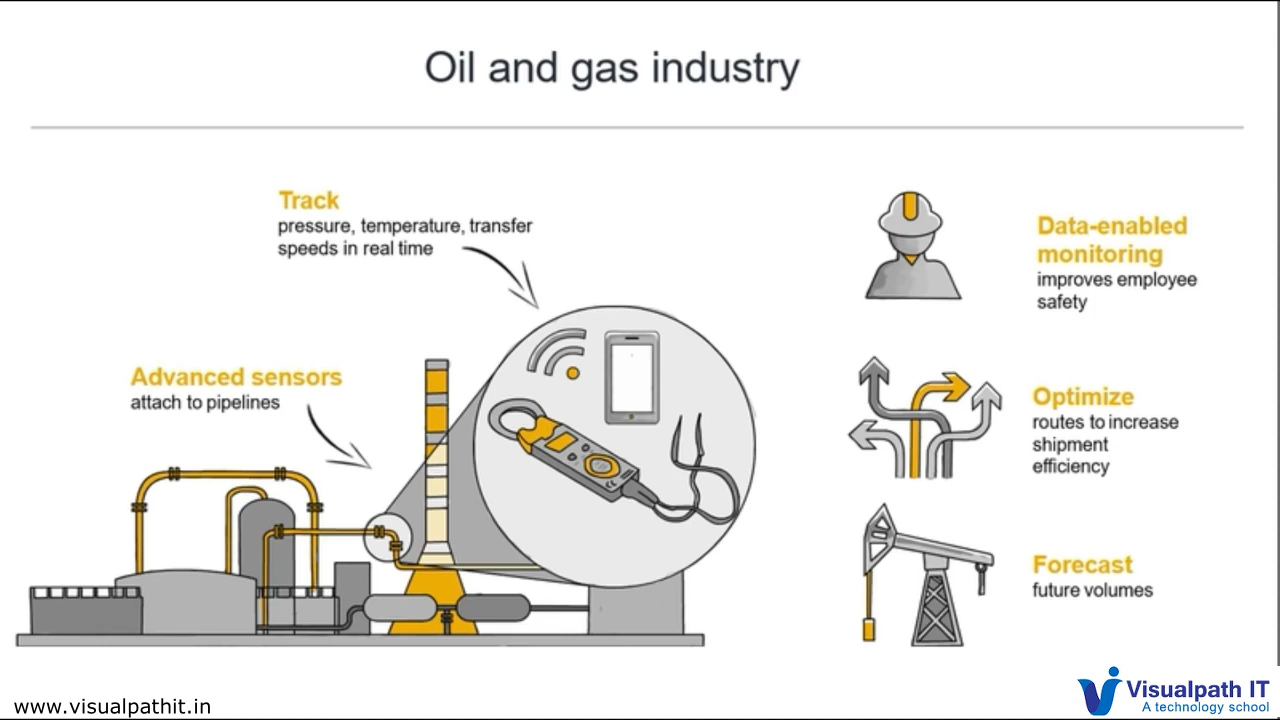 Oil and gas industry
Track
pressure, temperature, transfer
speeds in real time
Advanced sensors
attach to pipelines
Data-enabled
monitoring
improves employee
safety
Optimize
routes to increase
shipment
efficiency
Forecast
future volumes
www.visualpathit.in
Visualpath IT
A technology school